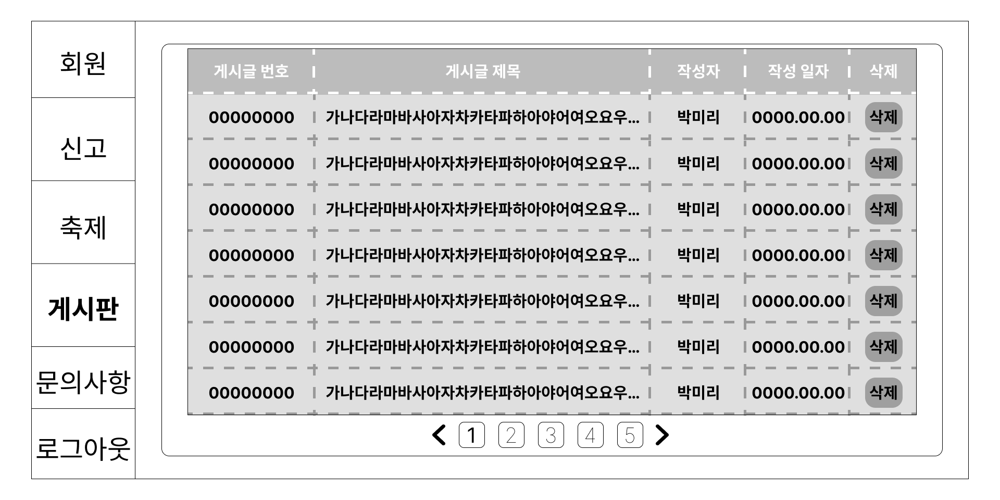 회원
신고
축제
게시판
문의사항
로그아웃
게시글 번호 게시글 제목 작성자 작성 일자 삭제
00000000 가나다라마바사아자차카타파하아야어여오요우... 박미리 0000.00.00 삭제
00000000 가나다라마바사아자차카타파하아야어여오요우... 박미리 0000.00.00 삭제
00000000 가나다라마바사아자차카타파하아야어여오요우... 박미리 0000.00.00 삭제
00000000 가나다라마바사아자차카타파하아야어여오요우... 박미리 0000.00.00 삭제
00000000 가나다라마바사아자차카타파하아야어여오요우... 박미리 0000.00.00 삭제
00000000 가나다라마바사아자차카타파하아야어여오요우... 박미리 0000.00.00 삭제
00000000 가나다라마바사아자차카타파하아야어여오요우... 박미리 0000.00.00 삭제
1 2 3 4 5